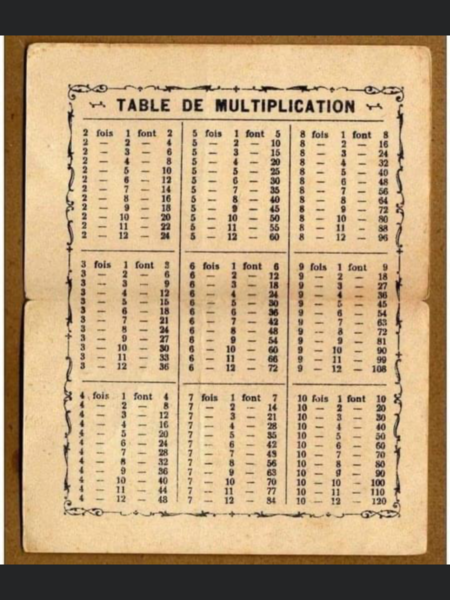 TABLE DE MULTIPLICATION
2 fois 1 font 2
2 — 2 — 4
2 — 3 — 6
2 — 4 — 8
2 — 5 — 10
2 — 6 — 12
2 — 7 — 14
2 — 8 — 16
2 — 9 — 18
2 — 10 — 20
2 — 11 — 22
2 — 12 — 24
3 fois 1 font 3
3 — 2 — 6
3 — 3 — 9
3 — 4 — 12
3 — 5 — 15
3 — 6 — 18
3 — 7 — 21
3 — 8 — 24
3 — 9 — 27
3 — 10 — 30
3 — 11 — 33
3 — 12 — 36
4 fois 1 font 4
4 — 2 — 8
4 — 3 — 12
4 — 4 — 16
4 — 5 — 20
4 — 6 — 24
4 — 7 — 28
4 — 8 — 32
4 — 9 — 36
4 — 10 — 40
4 — 11 — 44
4 — 12 — 48
5 fois 1 font 5
5 — 2 — 10
5 — 3 — 15
5 — 4 — 20
5 — 5 — 25
5 — 6 — 30
5 — 7 — 35
5 — 8 — 40
5 — 9 — 45
5 — 10 — 50
5 — 11 — 55
5 — 12 — 60
6 fois 1 font 6
6 — 2 — 12
6 — 3 — 18
6 — 4 — 24
6 — 5 — 30
6 — 6 — 36
6 — 7 — 42
6 — 8 — 48
6 — 9 — 54
6 — 10 — 60
6 — 11 — 66
6 — 12 — 72
7 fois 1 font 7
7 — 2 — 14
7 — 3 — 21
7 — 4 — 28
7 — 5 — 35
7 — 6 — 42
7 — 7 — 49
7 — 8 — 56
7 — 9 — 63
7 — 10 — 70
7 — 11 — 77
7 — 12 — 84
8 fois 1 font 8
8 — 2 — 16
8 — 3 — 24
8 — 4 — 32
8 — 5 — 40
8 — 6 — 48
8 — 7 — 56
8 — 8 — 64
8 — 9 — 72
8 — 10 — 80
8 — 11 — 88
8 — 12 — 96
9 fois 1 font 9
9 — 2 — 18
9 — 3 — 27
9 — 4 — 36
9 — 5 — 45
9 — 6 — 54
9 — 7 — 63
9 — 8 — 72
9 — 9 — 81
9 — 10 — 90
9 — 11 — 99
9 — 12 — 108
10 fois 1 font 10
10 — 2 — 20
10 — 3 — 30
10 — 4 — 40
10 — 5 — 50
10 — 6 — 60
10 — 7 — 70
10 — 8 — 80
10 — 9 — 90
10 — 10 — 100
10 — 11 — 110
10 — 12 — 120